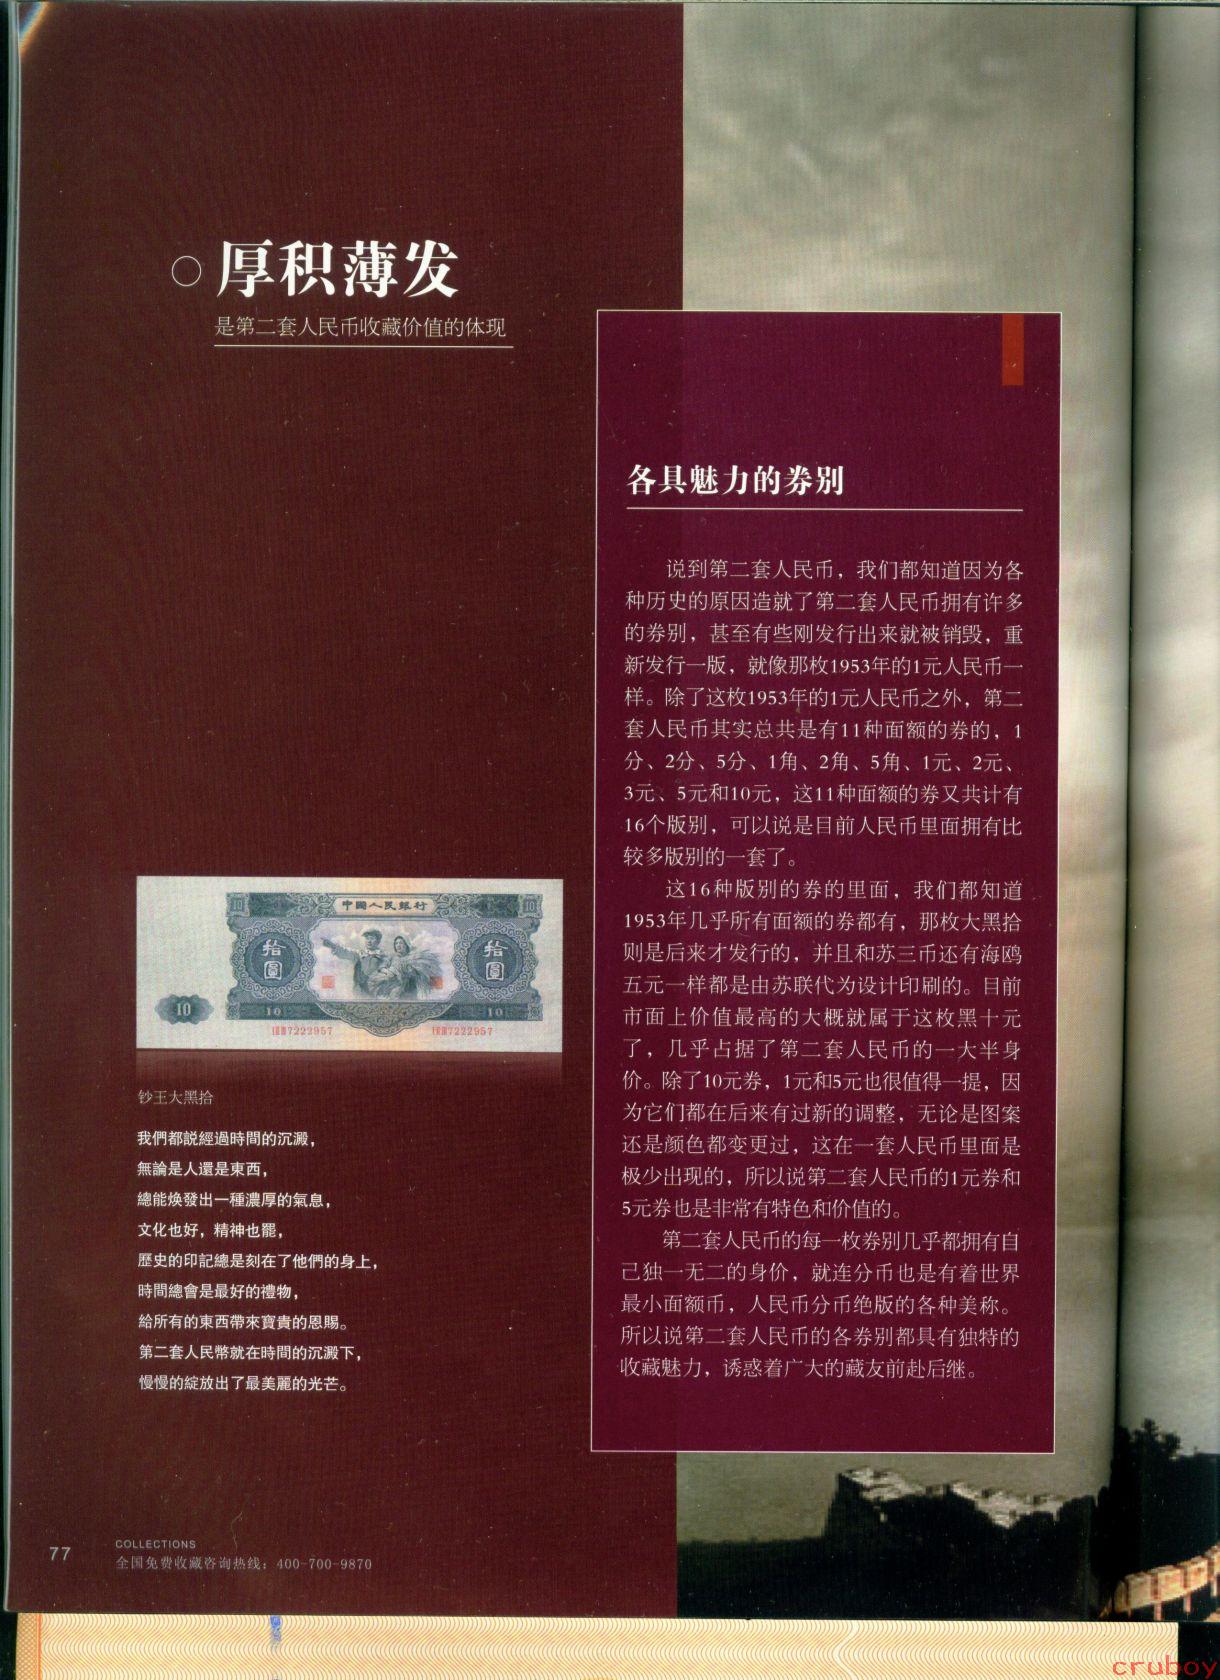 厚积薄发
是第二套人民币收藏价值的体现
中國人民銀行
拾圓
拾圓
10
10
10
7222957
7222957
钞王大黑拾
我們都説經過時間的沉澱，
無論是人還是東西，
總能焕發出一種濃厚的氣息，
文化也好，精神也罷，
歷史的印記總是刻在了他們的身上，
時間總會是最好的禮物，
給所有的東西帶來寶貴的恩賜。
第二套人民幣就在時間的沉澱下，
慢慢的綻放出了最美麗的光芒。
各具魅力的券别
说到第二套人民币，我们都知道因为各
种历史的原因造就了第二套人民币拥有许多
的券别，甚至有些刚发行出来就被销毁，重
新发行一版，就像那枚1953年的1元人民币一
样。除了这枚1953年的1元人民币之外，第二
套人民币其实总共是有11种面额的券的，1
分、2分、5分、1角、2角、5角、1元、2元、
3元、5元和10元，这11种面额的券又共计有
16个版别，可以说是目前人民币里面拥有比
较多版别的一套了。
这16种版别的券的里面，我们都知道
1953年几乎所有面额的券都有，那枚大黑拾
则是后来才发行的，并且和苏三币还有海鸥
五元一样都是由苏联代为设计印刷的。目前
市面上价值最高的大概就属于这枚黑十元
了，几乎占据了第二套人民币的一大半身
价。除了10元券，1元和5元也很值得一提，因
为它们都在后来有过新的调整，无论是图案
还是颜色都变更过，这在一套人民币里面是
极少出现的，所以说第二套人民币的1元券和
5元券也是非常有特色和价值的。
第二套人民币的每一枚券别几乎都拥有自
己独一无二的身价，就连分币也是有着世界
最小面额币，人民币分币绝版的各种美称。
所以说第二套人民币的各券别都具有独特的
收藏魅力，诱惑着广大的藏友前赴后继。
77
COLLECTIONS
全国免费收藏咨询热线：400-700-9870
cruboy